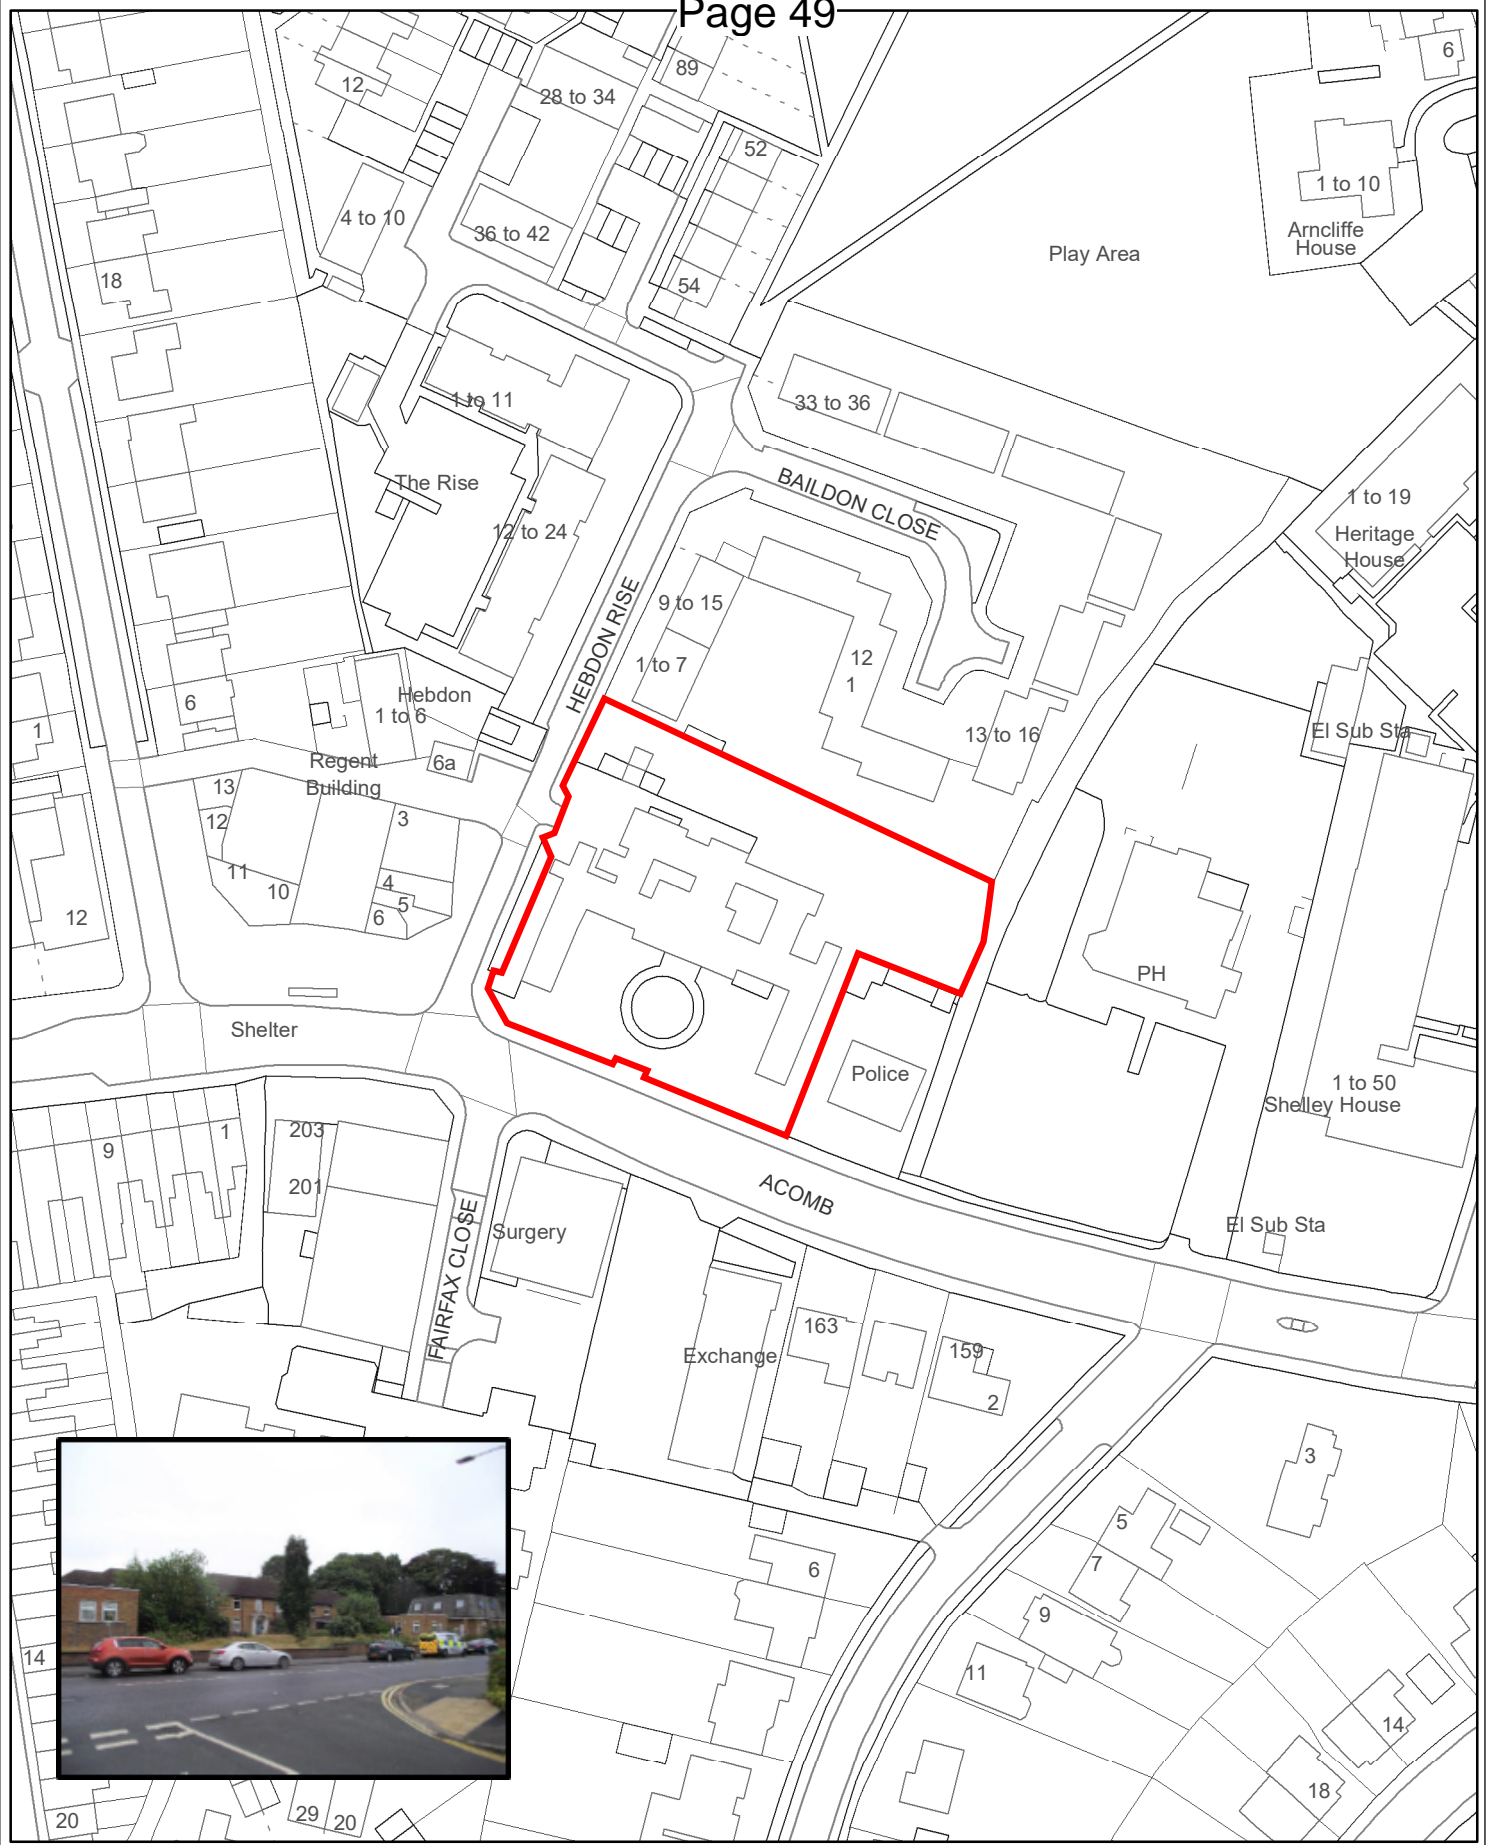 Page 49
89
6
12
28 to 34
52
1 to 10
4 to 10
36 to 42
Arncliffe
House
Play Area
18
54
1 to 11
33 to 36
The Rise
BAILDON CLOSE
1 to 19
12 to 24
Heritage
House
9 to 15
HEBDON RISE
1 to 7
12
1
Hebdon
1 to 6
6
1
El Sub Sta
13 to 16
Regent
Building
6a
13
12
3
11
10
4
5
6
12
PH
Shelter
Police
1 to 50
Shelley House
203
1
9
201
ACOMB
FAIRFAX CLOSE
Surgery
El Sub Sta
163
159
Exchange
2
3
5
7
6
9
14
11
14
18
20
29
20